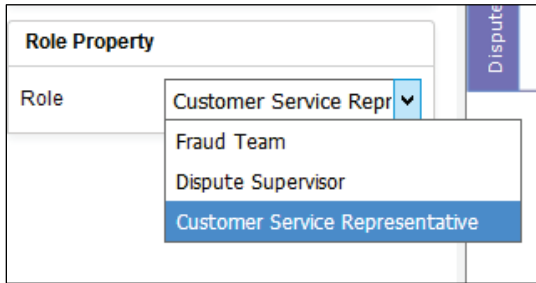 Role Property
Dispute
Role
Customer Service Repr
Fraud Team
Dispute Supervisor
Customer Service Representative